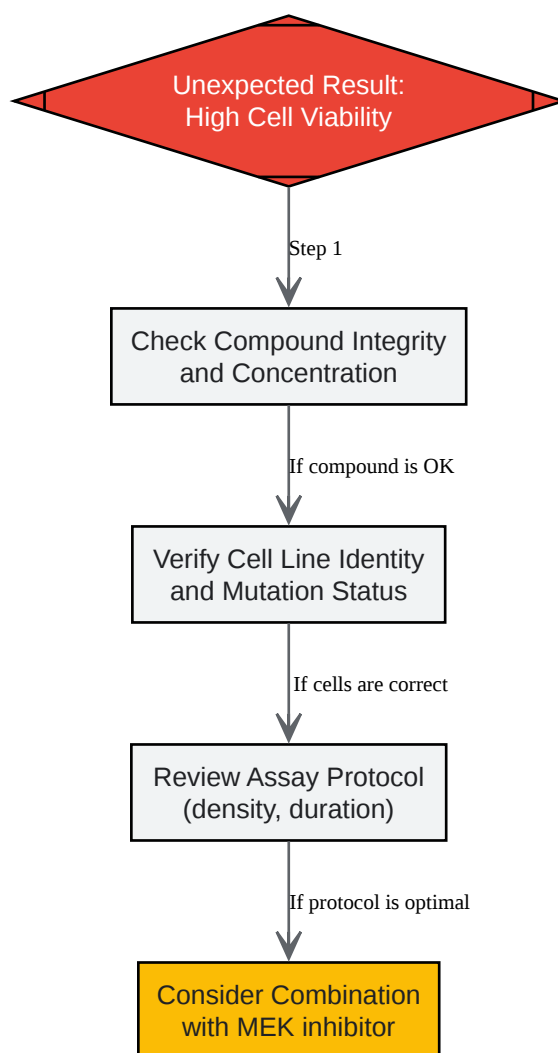 Unexpected Result:
High Cell Viability
Step 1
Check Compound Integrity
and Concentration
If compound is OK
Verify Cell Line Identity
and Mutation Status
If cells are correct
Review Assay Protocol
(density, duration)
If protocol is optimal
Consider Combination
with MEK inhibitor